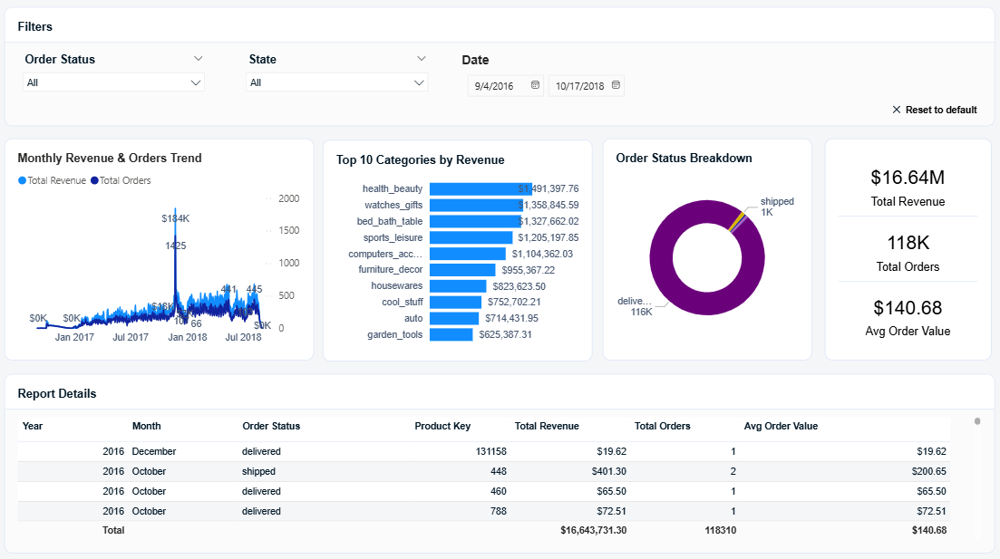 Filters
Order Status
State
Date
All
All
9/4/2016
10/17/2018
Reset to default
Monthly Revenue & Orders Trend
Total Revenue Total Orders
2000
$184K
1500
1425
1000
441 445
500
$0K $0K
66
$0K
0
Jan 2017 Jul 2017 Jan 2018 Jul 2018
Top 10 Categories by Revenue
health_beauty $1,491,397.76
watches_gifts $1,358,845.59
bed_bath_table $1,327,662.02
sports_leisure $1,205,197.85
computers_acc... $1,104,362.03
furniture_decor $955,367.22
housewares $823,623.50
cool_stuff $752,702.21
auto $714,431.95
garden_tools $625,387.31
Order Status Breakdown
shipped
1K
delive...
116K
$16.64M
Total Revenue
118K
Total Orders
$140.68
Avg Order Value
Report Details
Year Month Order Status Product Key Total Revenue Total Orders Avg Order Value
2016 December delivered 131158 $19.62 1 $19.62
2016 October shipped 448 $401.30 2 $200.65
2016 October delivered 460 $65.50 1 $65.50
2016 October delivered 788 $72.51 1 $72.51
Total $16,643,731.30 118310 $140.68